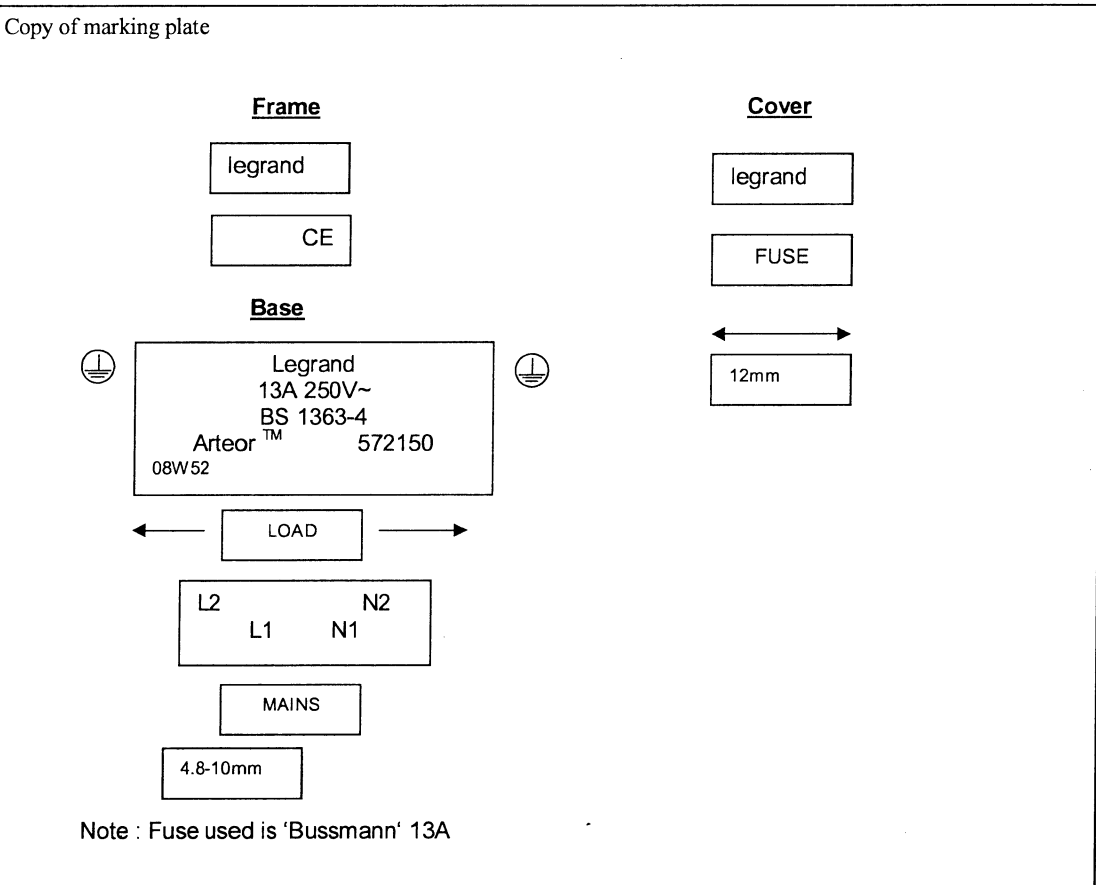 Copy of marking plate
Frame
legrand
CE
Base
Legrand
13A 250V~
BS 1363-4
Arteor ™ 572150
08W52
LOAD
L2 N2
L1 N1
MAINS
4.8-10mm
Note : Fuse used is ‘Bussmann‘ 13A
Cover
legrand
FUSE
12mm